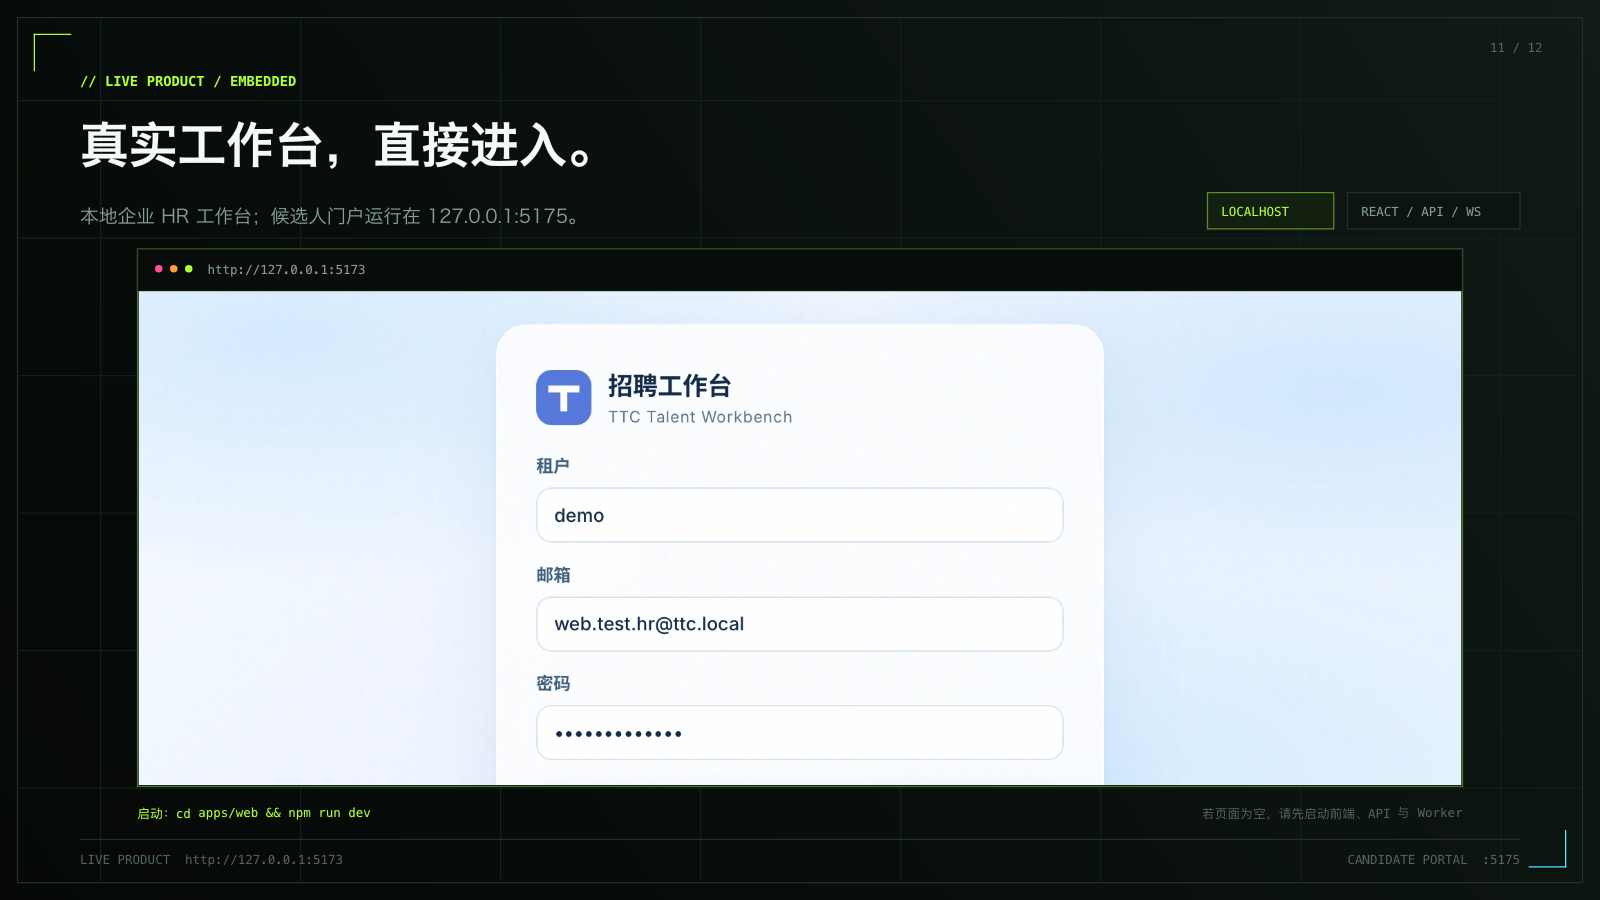 11 / 12
// LIVE PRODUCT / EMBEDDED
真实工作台，直接进入。
本地企业 HR 工作台；候选人门户运行在 127.0.0.1:5175。
LOCALHOST
REACT / API / WS
http://127.0.0.1:5173
T
招聘工作台
TTC Talent Workbench
租户
demo
邮箱
web.test.hr@ttc.local
密码
•••••••••••••
启动：cd apps/web && npm run dev
若页面为空，请先启动前端、API 与 Worker
LIVE PRODUCT http://127.0.0.1:5173
CANDIDATE PORTAL :5175